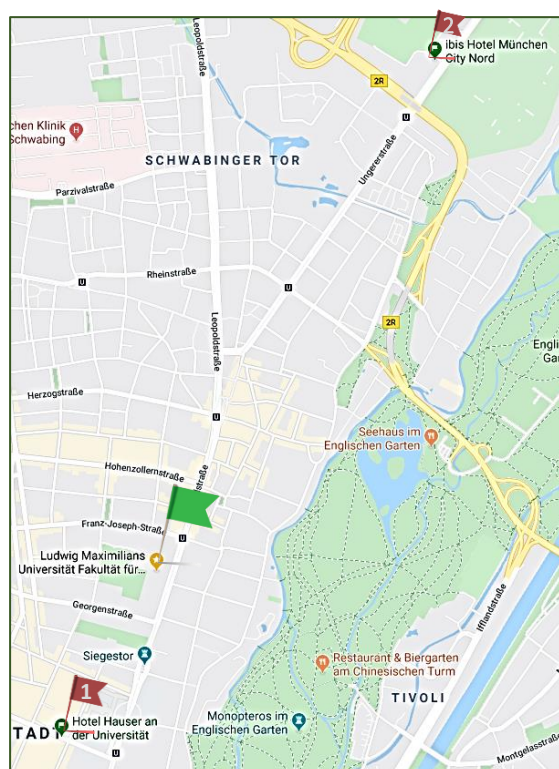 2
ibis Hotel München
City Nord
2R
Leopoldstraße
chen Klinik
Schwabing
H
U
SCHWABINGER TOR
Ungererstraße
Parzivalstraße
Rheinstraße
U
U
2R
Leopoldstraße
Engli
Ga
Herzogstraße
U
Seehaus im
Englischen Garten
Hohenzollernstraße
straße
Franz-Joseph-Straße
U
Ludwig Maximilians
Universität Fakultät für...
Georgenstraße
Ifflandstraße
Siegestor
Restaurant & Biergarten
am Chinesischen Turm
1
TIVOLI
Hotel Hauser an
der Universität
TADT
U
Monopteros im
Englischen Garten
Montgelasstraße